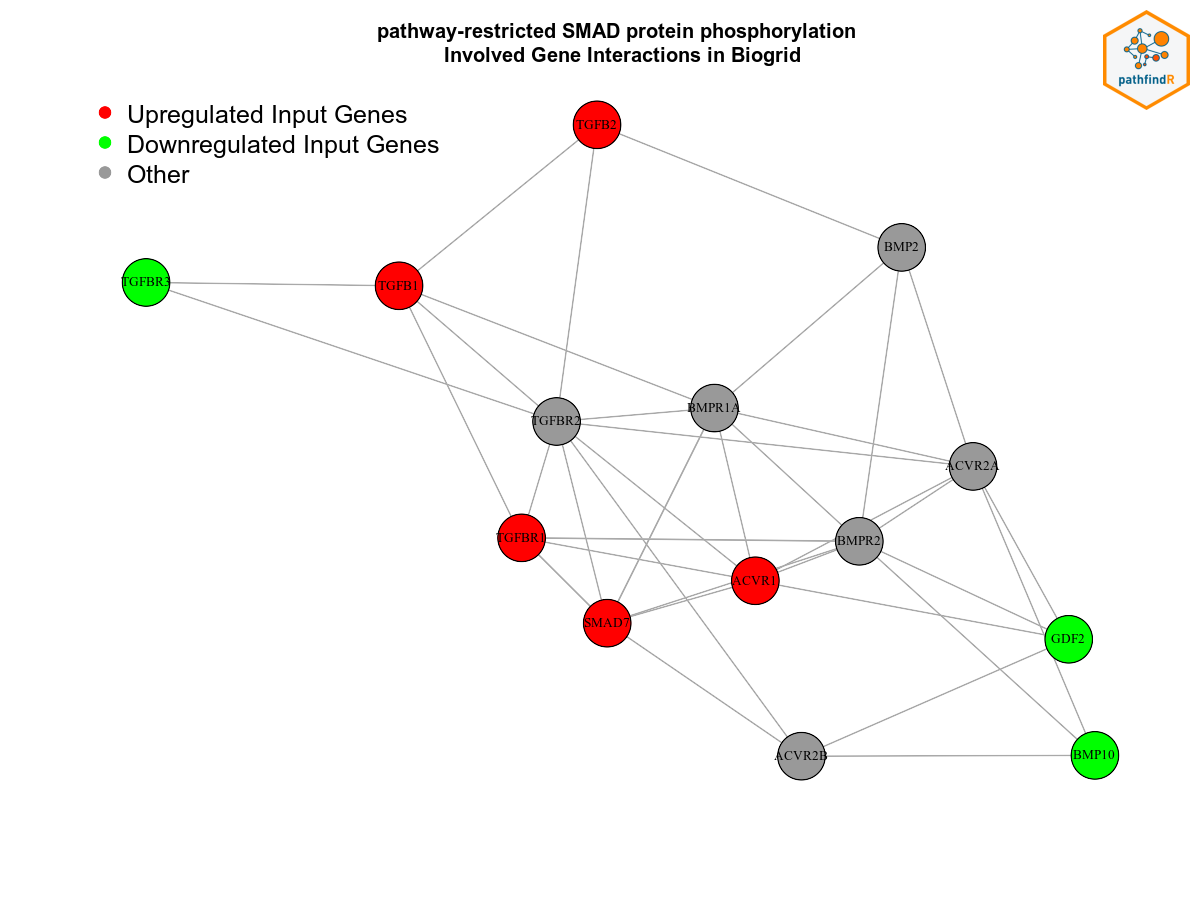 pathway-restricted SMAD protein phosphorylation
Involved Gene Interactions in Biogrid
pathfindR
Upregulated Input Genes
Downregulated Input Genes
Other
TGFB2
BMP2
TGFBR3
TGFB1
BMPR1A
TGFBR2
ACVR2A
TGFBR1
BMPR2
ACVR1
SMAD7
GDF2
ACVR2B
BMP10